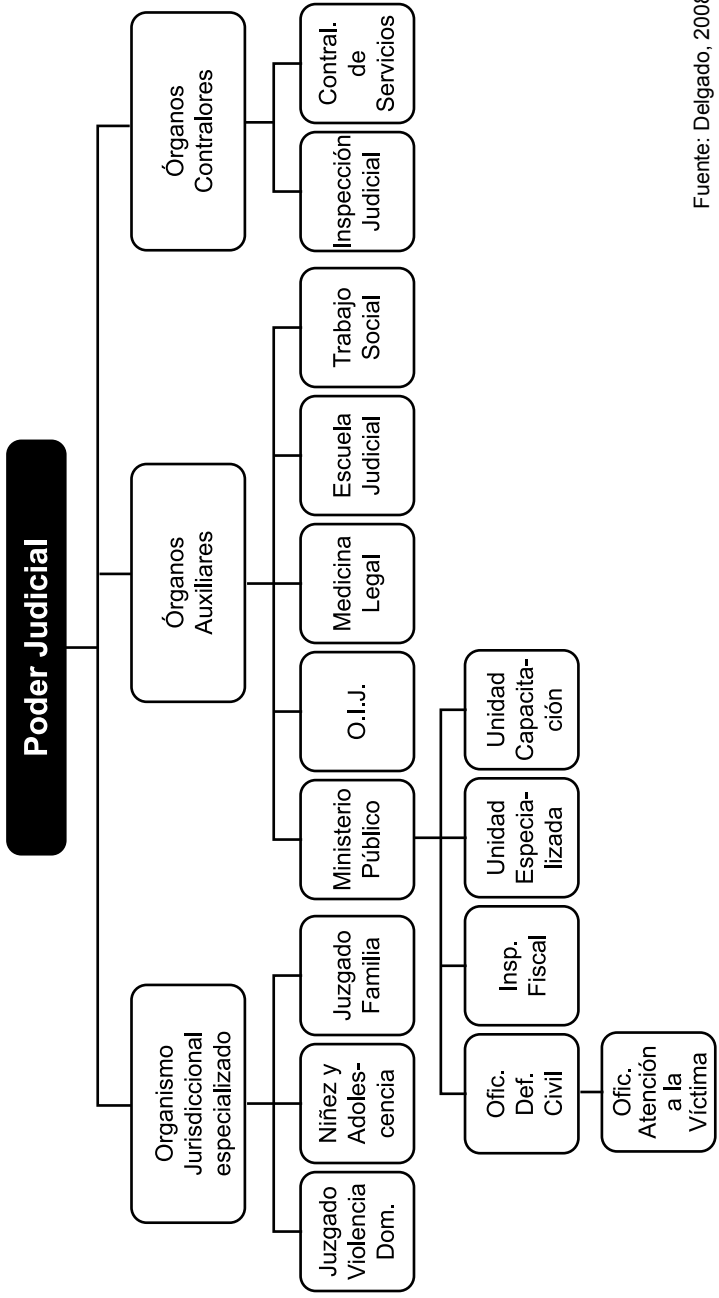 Poder Judicial
Organismo
Jurisdiccional
especializado
Órganos
Auxiliares
Órganos
Contralores
Juzgado
Violencia
Dom.
Niñez y
Adoles-
cencia
Juzgado
Familia
Ministerio
Público
O.I.J.
Medicina
Legal
Escuela
Judicial
Trabajo
Social
Inspección
Judicial
Contral.
de
Servicios
Ofic.
Def.
Civil
Insp.
Fiscal
Unidad
Especia-
lizada
Unidad
Capacita-
ción
Ofic.
Atención
a la
Víctima
Fuente: Delgado, 2008